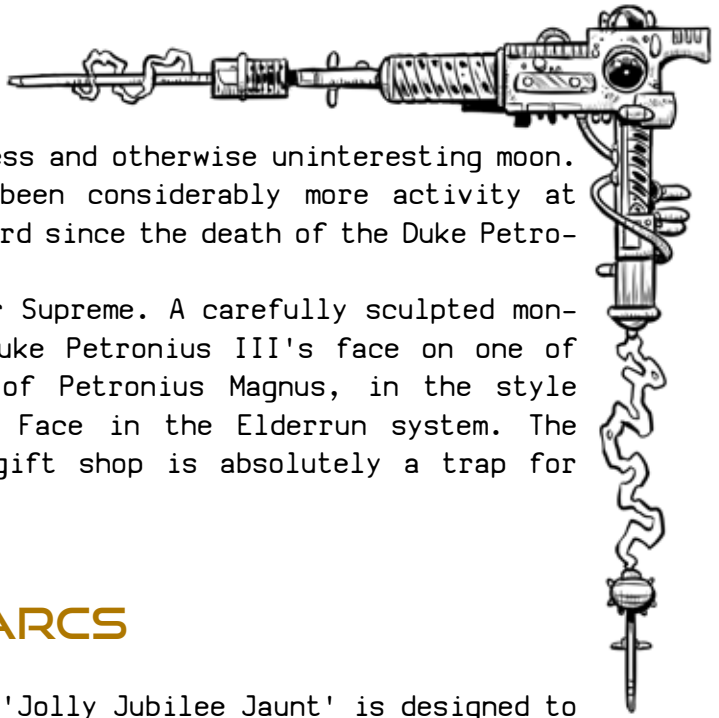 ess and otherwise uninteresting moon.
been considerably more activity at
rd since the death of the Duke Petro-
r Supreme. A carefully sculpted mon-
uke Petronius III's face on one of
of Petronius Magnus, in the style
Face in the Elderrun system. The
gift shop is absolutely a trap for
ARCS
'Jolly Jubilee Jaunt' is designed to